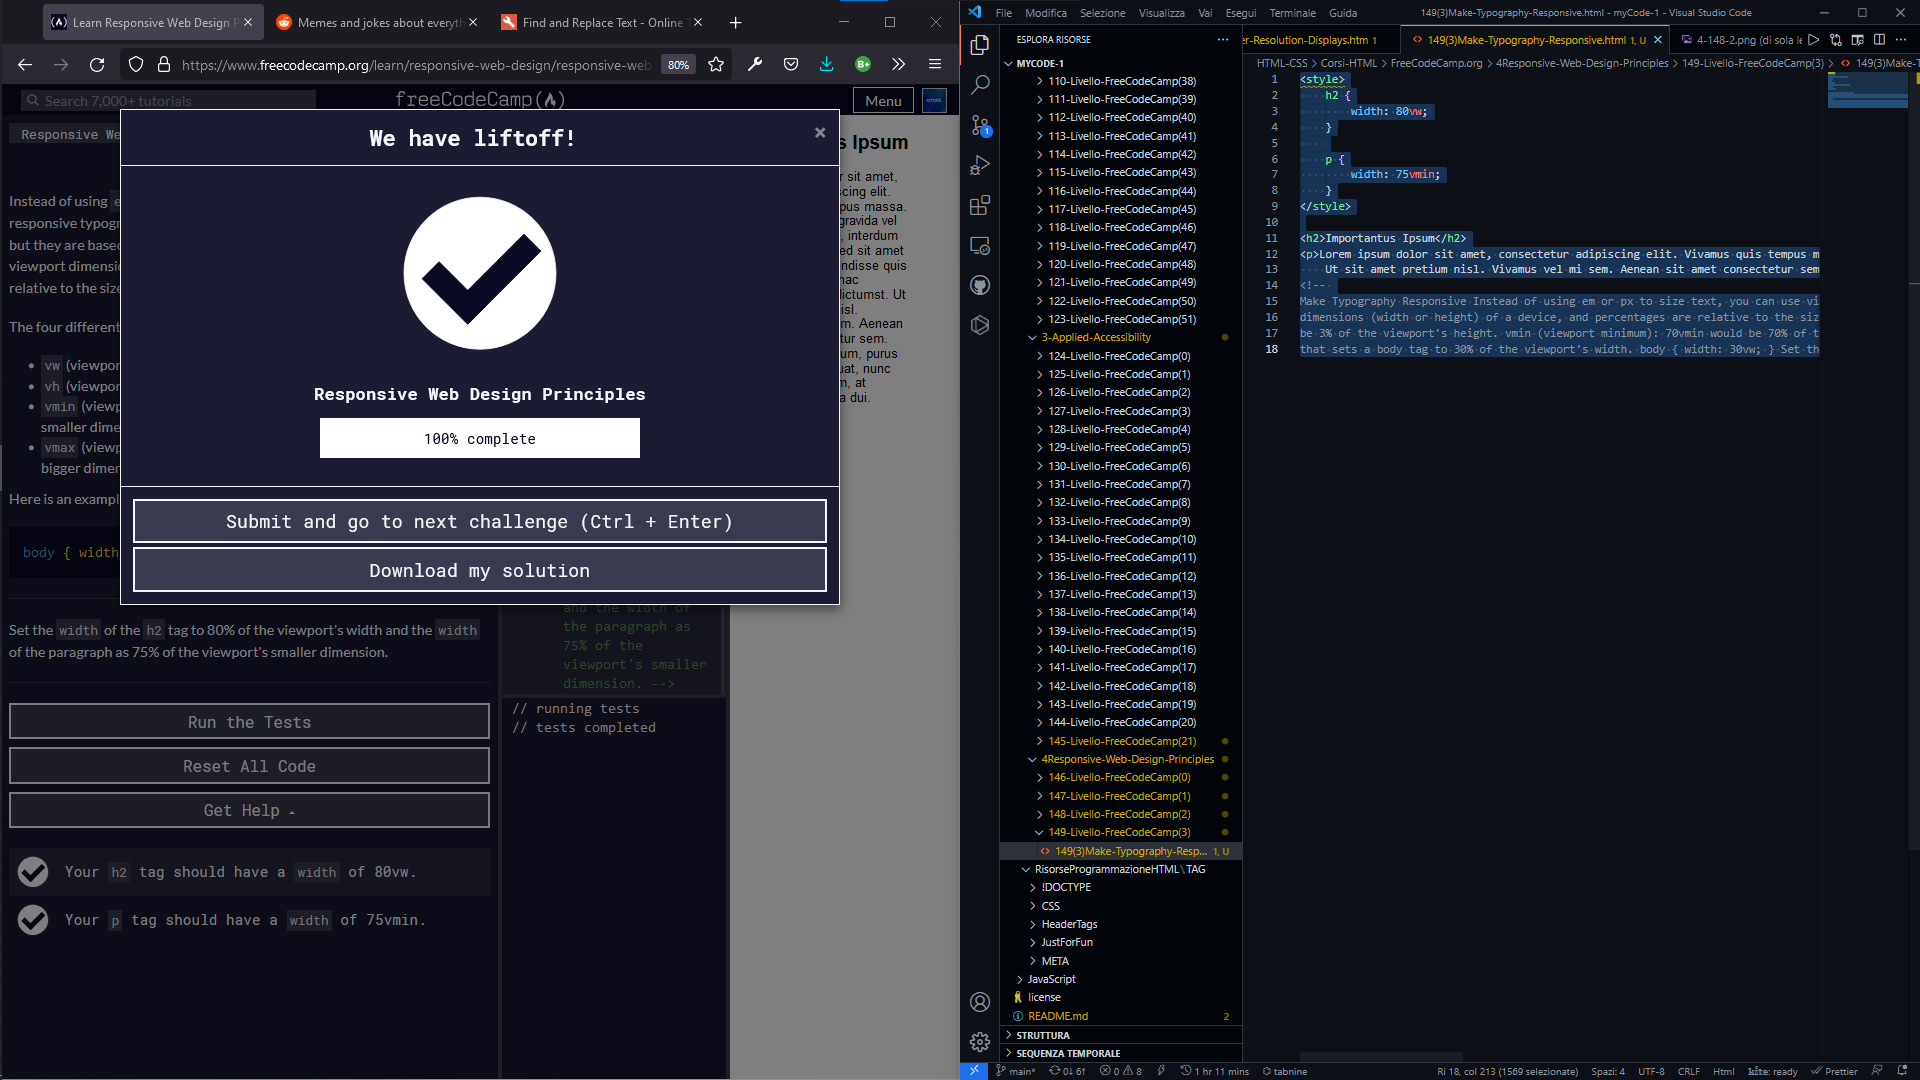 Learn Responsive Web Design P
Memes and jokes about everyth
Find and Replace Text - Online T
https://www.freecodecamp.org/learn/responsive-web-design/responsive-web
80%
Search 7,000+ tutorials
freeCodeCamp
Menu
Responsive We
We have liftoff!
Responsive Web Design Principles
100% complete
Submit and go to next challenge (Ctrl + Enter)
Download my solution
Instead of using e
responsive typogr
but they are based
viewport dimensio
relative to the size
The four different
vw (viewpor
vh (viewpor
vmin (viewp
smaller dime
vmax (viewp
bigger dimen
Here is an exampl
body { width
Set the width of the h2 tag to 80% of the viewport's width and the width
of the paragraph as 75% of the viewport's smaller dimension.
Run the Tests
Reset All Code
Get Help
Your h2 tag should have a width of 80vw.
Your p tag should have a width of 75vmin.
and the width of
the paragraph as
75% of the
viewport's smaller
dimension. -->
// running tests
// tests completed
s Ipsum
r sit amet,
scing elit.
pus massa.
gravida vel
, interdum
ed sit amet
endisse quis
mac
dictumst. Ut
isl.
m. Aenean
tur sem.
um, purus
uat, nunc
m, at
a dui.
File Modifica Selezione Visualizza Vai Esegui Terminale Guida
149(3)Make-Typography-Responsive.html - myCode-1 - Visual Studio Code
ESPLORA RISORSE
MYCODE-1
110-Livello-FreeCodeCamp(38)
111-Livello-FreeCodeCamp(39)
112-Livello-FreeCodeCamp(40)
113-Livello-FreeCodeCamp(41)
114-Livello-FreeCodeCamp(42)
115-Livello-FreeCodeCamp(43)
116-Livello-FreeCodeCamp(44)
117-Livello-FreeCodeCamp(45)
118-Livello-FreeCodeCamp(46)
119-Livello-FreeCodeCamp(47)
120-Livello-FreeCodeCamp(48)
121-Livello-FreeCodeCamp(49)
122-Livello-FreeCodeCamp(50)
123-Livello-FreeCodeCamp(51)
3-Applied-Accessibility
124-Livello-FreeCodeCamp(0)
125-Livello-FreeCodeCamp(1)
126-Livello-FreeCodeCamp(2)
127-Livello-FreeCodeCamp(3)
128-Livello-FreeCodeCamp(4)
129-Livello-FreeCodeCamp(5)
130-Livello-FreeCodeCamp(6)
131-Livello-FreeCodeCamp(7)
132-Livello-FreeCodeCamp(8)
133-Livello-FreeCodeCamp(9)
134-Livello-FreeCodeCamp(10)
135-Livello-FreeCodeCamp(11)
136-Livello-FreeCodeCamp(12)
137-Livello-FreeCodeCamp(13)
138-Livello-FreeCodeCamp(14)
139-Livello-FreeCodeCamp(15)
140-Livello-FreeCodeCamp(16)
141-Livello-FreeCodeCamp(17)
142-Livello-FreeCodeCamp(18)
143-Livello-FreeCodeCamp(19)
144-Livello-FreeCodeCamp(20)
145-Livello-FreeCodeCamp(21)
4Responsive-Web-Design-Principles
146-Livello-FreeCodeCamp(0)
147-Livello-FreeCodeCamp(1)
148-Livello-FreeCodeCamp(2)
149-Livello-FreeCodeCamp(3)
149(3)Make-Typography-Resp... 1, U
RisorseProgrammazioneHTML\TAG
!DOCTYPE
CSS
HeaderTags
JustForFun
META
JavaScript
license
README.md 2
STRUTTURA
SEQUENZA TEMPORALE
er-Resolution-Displays.htm 1
149(3)Make-Typography-Responsive.html 1, U
4-148-2.png (di sola le
HTML-CSS > Corsi-HTML > FreeCodeCamp.org > 4Responsive-Web-Design-Principles > 149-Livello-FreeCodeCamp(3) > 149(3)Make-T
1 <style>
2 h2 {
3 width: 80vw;
4 }
5
6 p {
7 width: 75vmin;
8 }
9 </style>
10
11 <h2>Importantus Ipsum</h2>
12 <p>Lorem ipsum dolor sit amet, consectetur adipiscing elit. Vivamus quis tempus m
13 Ut sit amet pretium nisl. Vivamus vel mi sem. Aenean sit amet consectetur sem
14 <!--
15 Make Typography Responsive Instead of using em or px to size text, you can use vi
16 dimensions (width or height) of a device, and percentages are relative to the siz
17 be 3% of the viewport's height. vmin (viewport minimum): 70vmin would be 70% of t
18 that sets a body tag to 30% of the viewport's width. body { width: 30vw; } Set th
main* 0↓ 6↑ 0 8 1 hr 11 mins tabnine
Ri 18, col 213 (1569 selezionate) Spazi: 4 UTF-8 CRLF Html kite: ready Prettier